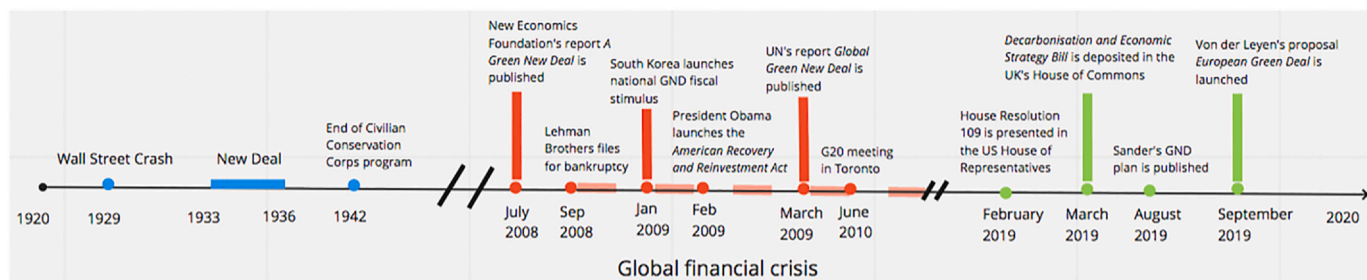 New Economics
Foundation's report A
Green New Deal is
published
South Korea launches
national GND fiscal
stimulus
UN's report Global
Green New Deal is
published
Decarbonisation and Economic
Strategy Bill is deposited in the
UK's House of Commons
Von der Leyen's proposal
European Green Deal is
launched
Wall Street Crash
New Deal
End of Civilian
Conservation
Corps program
Lehman
Brothers files
for bankruptcy
President Obama
launches the
American Recovery
and Reinvestment Act
G20 meeting
in Toronto
House Resolution
109 is presented in
the US House of
Representatives
Sander's GND
plan is published
1920
1929
1933
1936
1942
July
2008
Sep
2008
Jan
2009
Feb
2009
March
2009
June
2010
February
2019
March
2019
August
2019
September
2019
2020
Global financial crisis